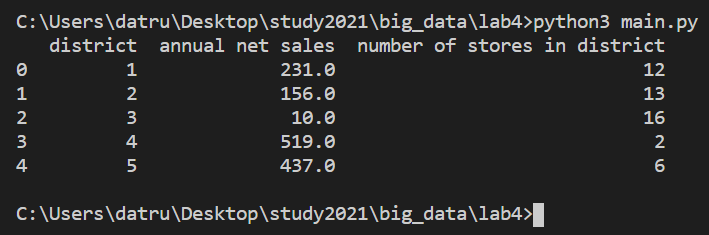 C:\Users\datru\Desktop\study2021\big_data\lab4>python3 main.py
   district  annual net sales  number of stores in district
0         1             231.0                            12
1         2             156.0                            13
2         3              10.0                            16
3         4             519.0                             2
4         5             437.0                             6
C:\Users\datru\Desktop\study2021\big_data\lab4>